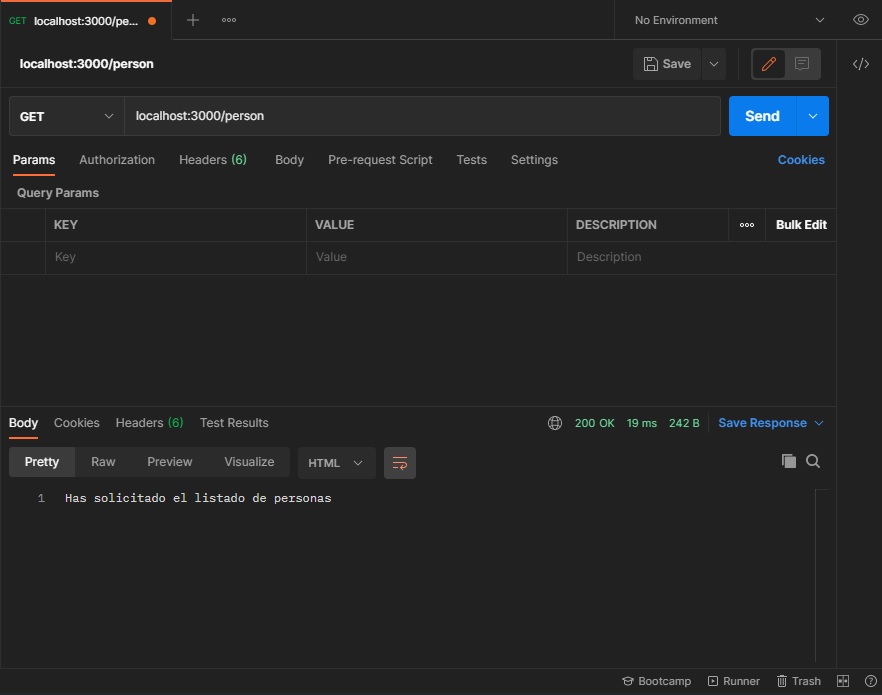 GET localhost:3000/pe...
No Environment
localhost:3000/person
Save
GET localhost:3000/person
Send
Params Authorization Headers (6) Body Pre-request Script Tests Settings Cookies
Query Params
KEY VALUE DESCRIPTION Bulk Edit
Key Value Description
Body Cookies Headers (6) Test Results 200 OK 19 ms 242 B Save Response
Pretty Raw Preview Visualize HTML
1 Has solicitado el listado de personas
Bootcamp Runner Trash